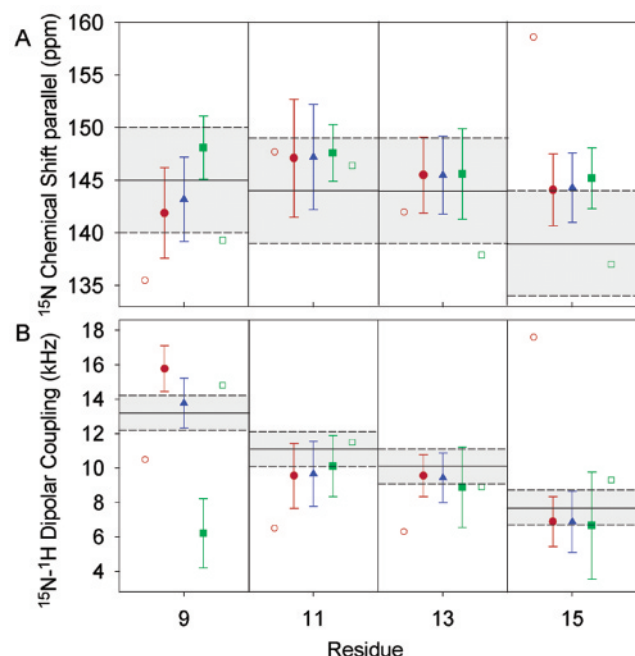 A
15N Chemical Shift parallel (ppm)
160
155
150
145
140
135
B
15N-1H Dipolar Coupling (kHz)
18
16
14
12
10
8
6
4
9 11 13 15
Residue